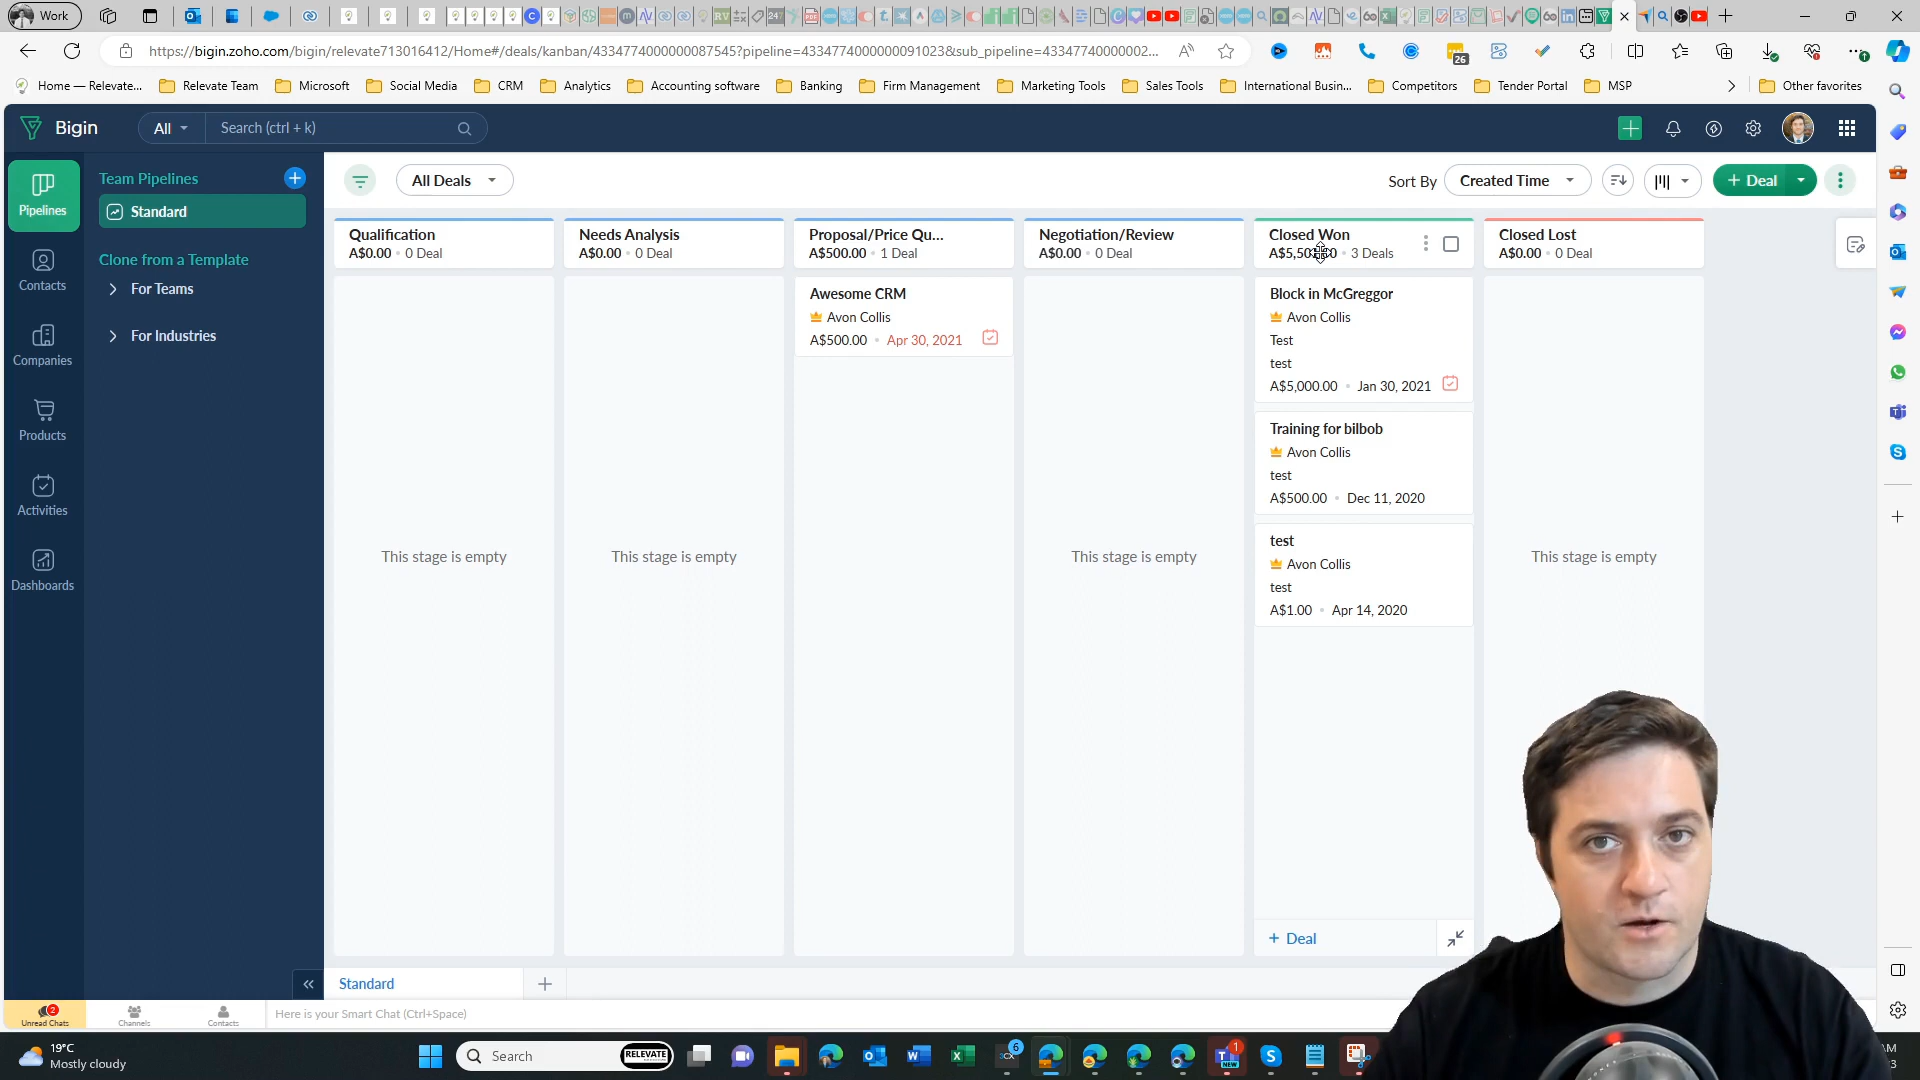 Work
26
https://bigin.zoho.com/bigin/relevate713016412/Home#/deals/kanban/4334774000000087545?pipeline=4334774000000091023&sub_pipeline=43347740000002...
Home — Relevate... Relevate Team Microsoft Social Media CRM Analytics Accounting software Banking Firm Management Marketing Tools Sales Tools International Busin... Competitors Tender Portal MSP Other favorites
Bigin
All
Search (ctrl + k)
Pipelines
Contacts
Companies
Products
Activities
Dashboards
Team Pipelines
Standard
Clone from a Template
For Teams
For Industries
All Deals
Sort By Created Time
+ Deal
Qualification
A$0.00 • 0 Deal
This stage is empty
Needs Analysis
A$0.00 • 0 Deal
This stage is empty
Proposal/Price Qu...
A$500.00 • 1 Deal
Awesome CRM
Avon Collis
A$500.00 • Apr 30, 2021
Negotiation/Review
A$0.00 • 0 Deal
This stage is empty
Closed Won
3 Deals
Block in McGreggor
Avon Collis
Test
test
A$5,000.00 • Jan 30, 2021
Training for bilbob
Avon Collis
test
A$500.00 • Dec 11, 2020
test
Avon Collis
test
A$1.00 • Apr 14, 2020
+ Deal
Closed Lost
A$0.00 • 0 Deal
This stage is empty
Standard
2
Unread Chats
Channels
Contacts
Here is your Smart Chat (Ctrl+Space)
19°C
Mostly cloudy
Search
RELEVATE
3CX
6
1
NEW